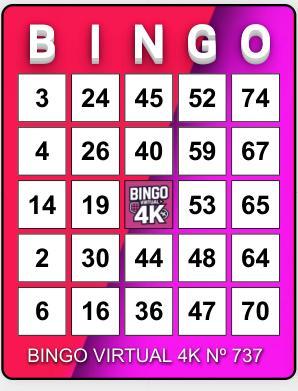 B I N G O
3 24 45 52 74
4 26 40 59 67
14 19 BINGO VIRTUAL 4K 53 65
2 30 44 48 64
6 16 36 47 70
BINGO VIRTUAL 4K Nº 737